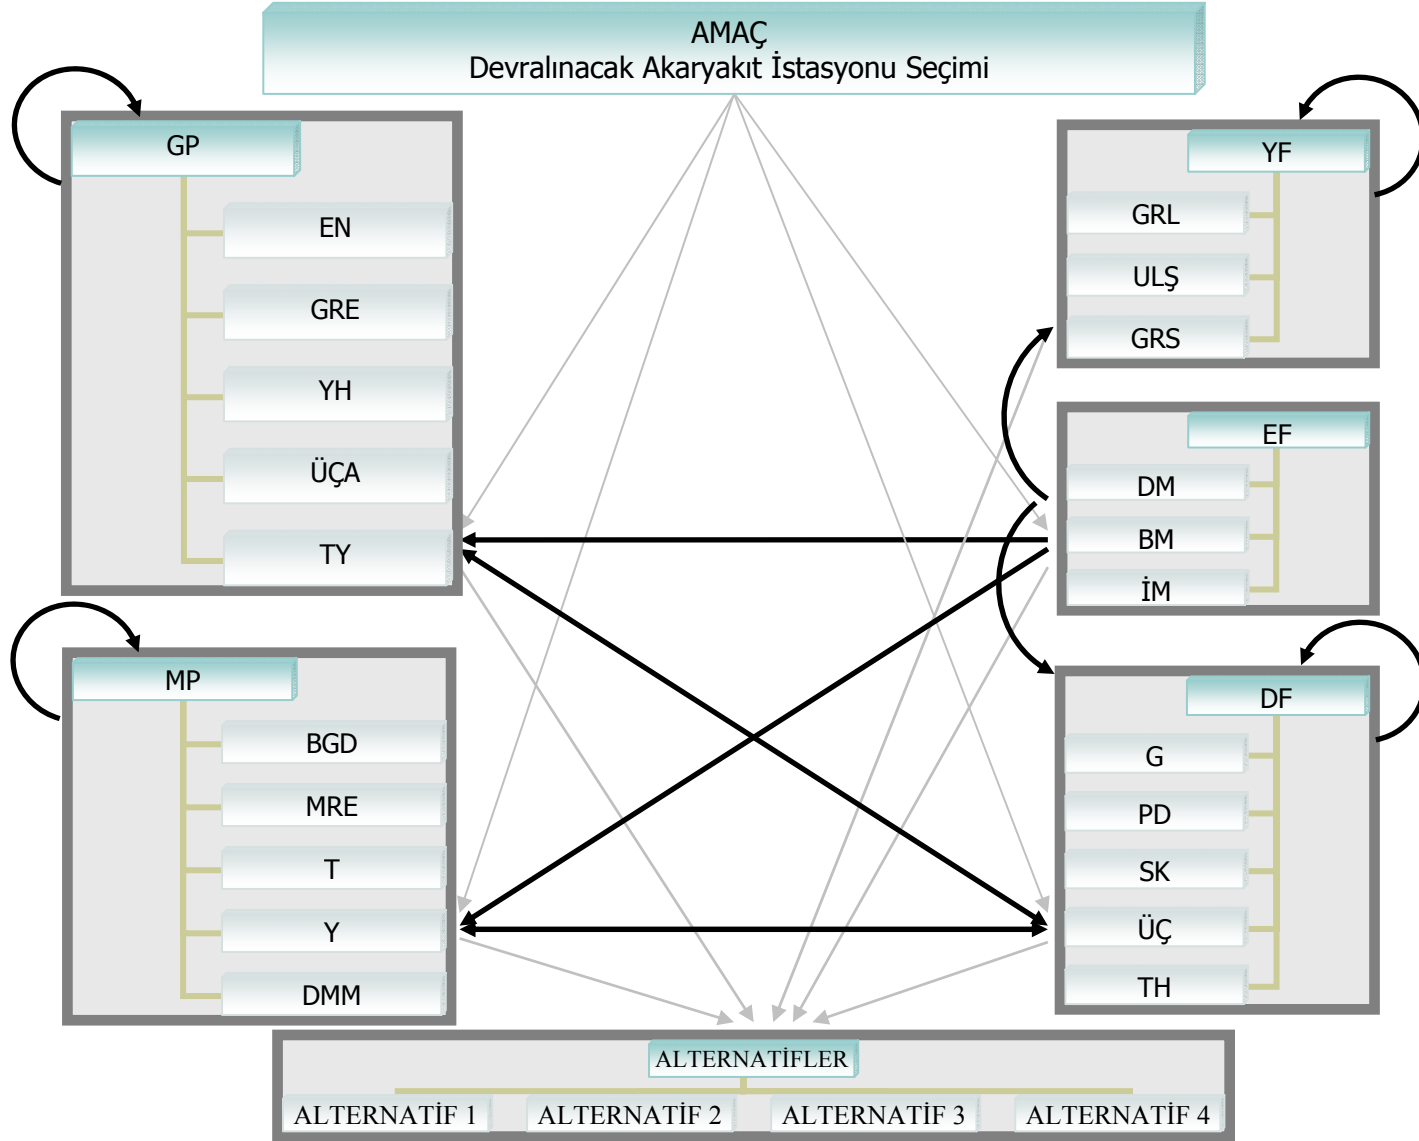 AMAÇ
Devralınacak Akaryakıt İstasyonu Seçimi
GP
EN
GRE
YH
ÜÇA
TY
MP
BGD
MRE
T
Y
DMM
YF
GRL
ULŞ
GRS
EF
DM
BM
İM
DF
G
PD
SK
ÜÇ
TH
ALTERNATİFLER
ALTERNATİF 1
ALTERNATİF 2
ALTERNATİF 3
ALTERNATİF 4